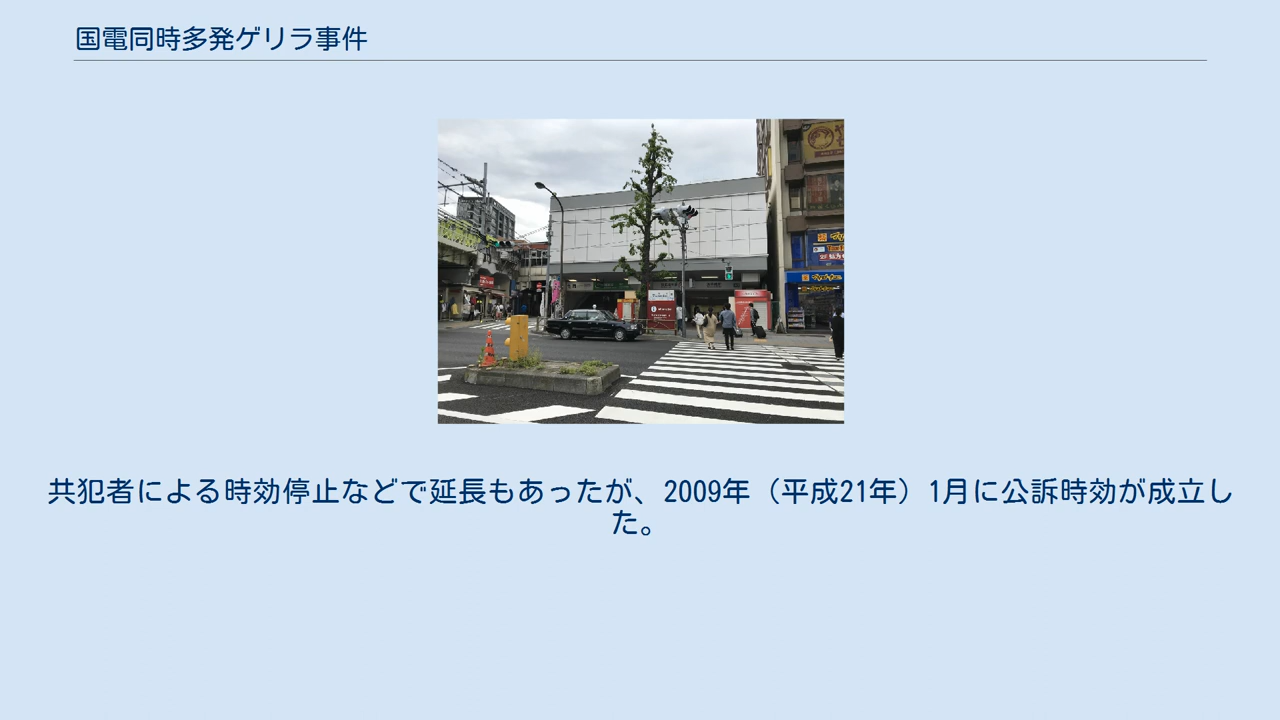 国電同時多発ゲリラ事件
共犯者による時効停止などで延長もあったが、2009年（平成21年）1月に公訴時効が成立し
た。